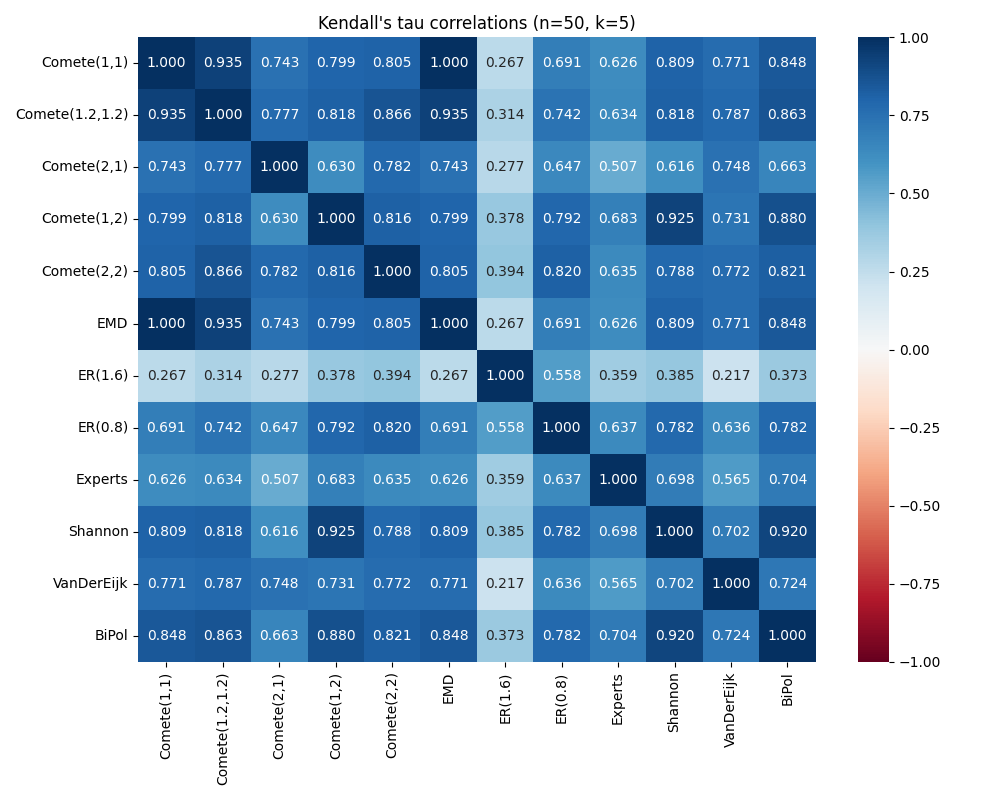 Kendall's tau correlations (n=50, k=5)
Comete(1,1) 1.000 0.935 0.743 0.799 0.805 1.000 0.267 0.691 0.626 0.809 0.771 0.848
Comete(1.2,1.2) 0.935 1.000 0.777 0.818 0.866 0.935 0.314 0.742 0.634 0.818 0.787 0.863
Comete(2,1) 0.743 0.777 1.000 0.630 0.782 0.743 0.277 0.647 0.507 0.616 0.748 0.663
Comete(1,2) 0.799 0.818 0.630 1.000 0.816 0.799 0.378 0.792 0.683 0.925 0.731 0.880
Comete(2,2) 0.805 0.866 0.782 0.816 1.000 0.805 0.394 0.820 0.635 0.788 0.772 0.821
EMD 1.000 0.935 0.743 0.799 0.805 1.000 0.267 0.691 0.626 0.809 0.771 0.848
ER(1.6) 0.267 0.314 0.277 0.378 0.394 0.267 1.000 0.558 0.359 0.385 0.217 0.373
ER(0.8) 0.691 0.742 0.647 0.792 0.820 0.691 0.558 1.000 0.637 0.782 0.636 0.782
Experts 0.626 0.634 0.507 0.683 0.635 0.626 0.359 0.637 1.000 0.698 0.565 0.704
Shannon 0.809 0.818 0.616 0.925 0.788 0.809 0.385 0.782 0.698 1.000 0.702 0.920
VanDerEijk 0.771 0.787 0.748 0.731 0.772 0.771 0.217 0.636 0.565 0.702 1.000 0.724
BiPol 0.848 0.863 0.663 0.880 0.821 0.848 0.373 0.782 0.704 0.920 0.724 1.000
Comete(1,1)
Comete(1.2,1.2)
Comete(2,1)
Comete(1,2)
Comete(2,2)
EMD
ER(1.6)
ER(0.8)
Experts
Shannon
VanDerEijk
BiPol
1.00
0.75
0.50
0.25
0.00
−0.25
−0.50
−0.75
−1.00